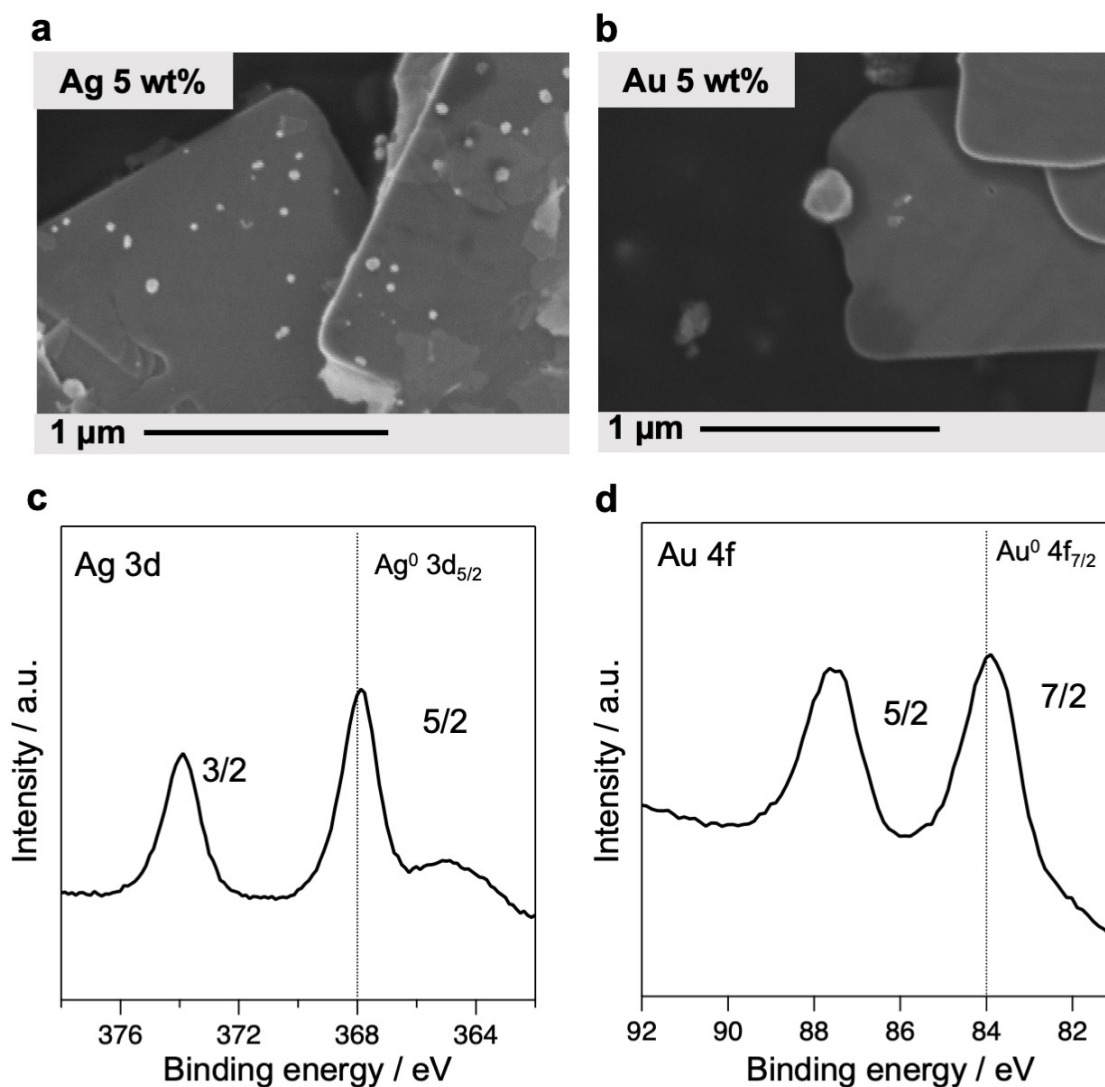 a
Ag 5 wt%
1 µm
b
Au 5 wt%
1 µm
c
Ag 3d
Ag⁰ 3d₅/₂
3/2
5/2
Intensity / a.u.
376 372 368 364
Binding energy / eV
d
Au 4f
Au⁰ 4f₇/₂
5/2
7/2
Intensity / a.u.
92 90 88 86 84 82
Binding energy / eV